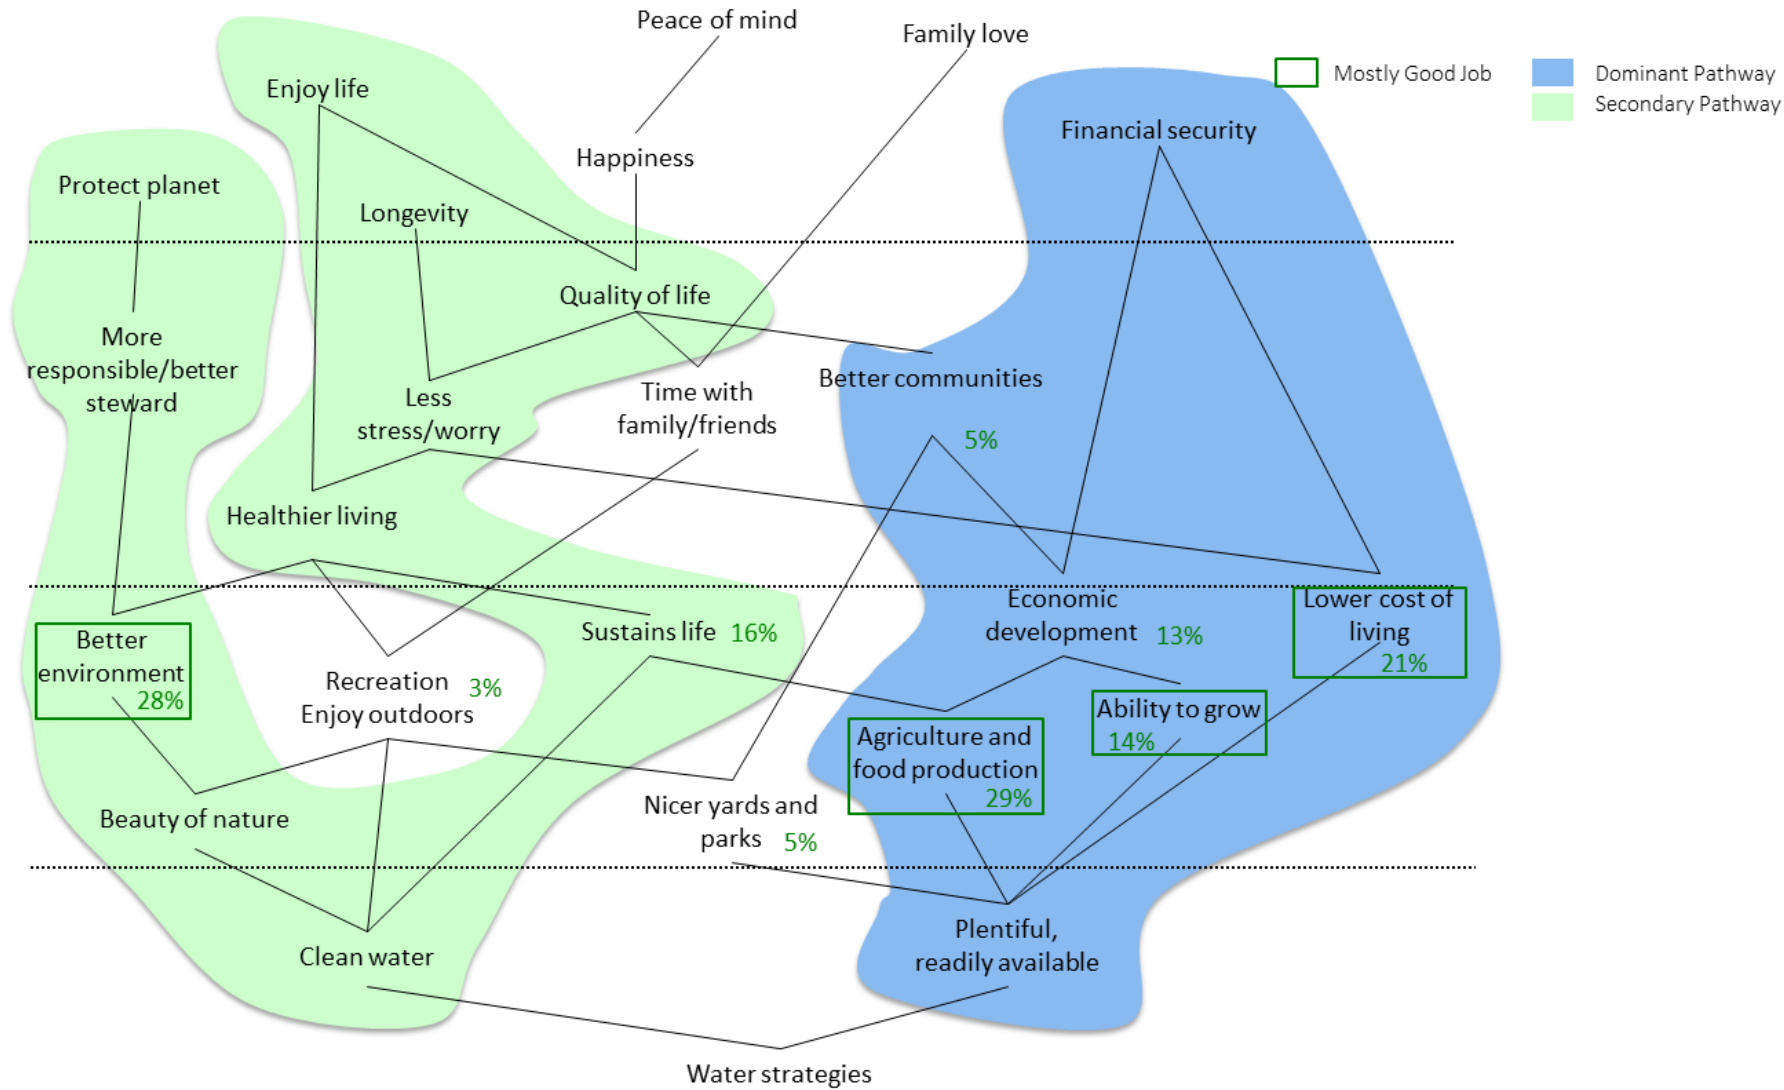 Peace of mind
Family love
Mostly Good Job
Dominant Pathway
Secondary Pathway
Enjoy life
Financial security
Happiness
Protect planet
Longevity
Quality of life
More
responsible/better
steward
Better communities
5%
Less
stress/worry
Time with
family/friends
Healthier living
Better
environment
28%
Recreation
Enjoy outdoors
3%
Sustains life
16%
Economic
development
13%
Lower cost of
living
21%
Ability to grow
14%
Agriculture and
food production
29%
Beauty of nature
Nicer yards and
parks
5%
Clean water
Plentiful,
readily available
Water strategies